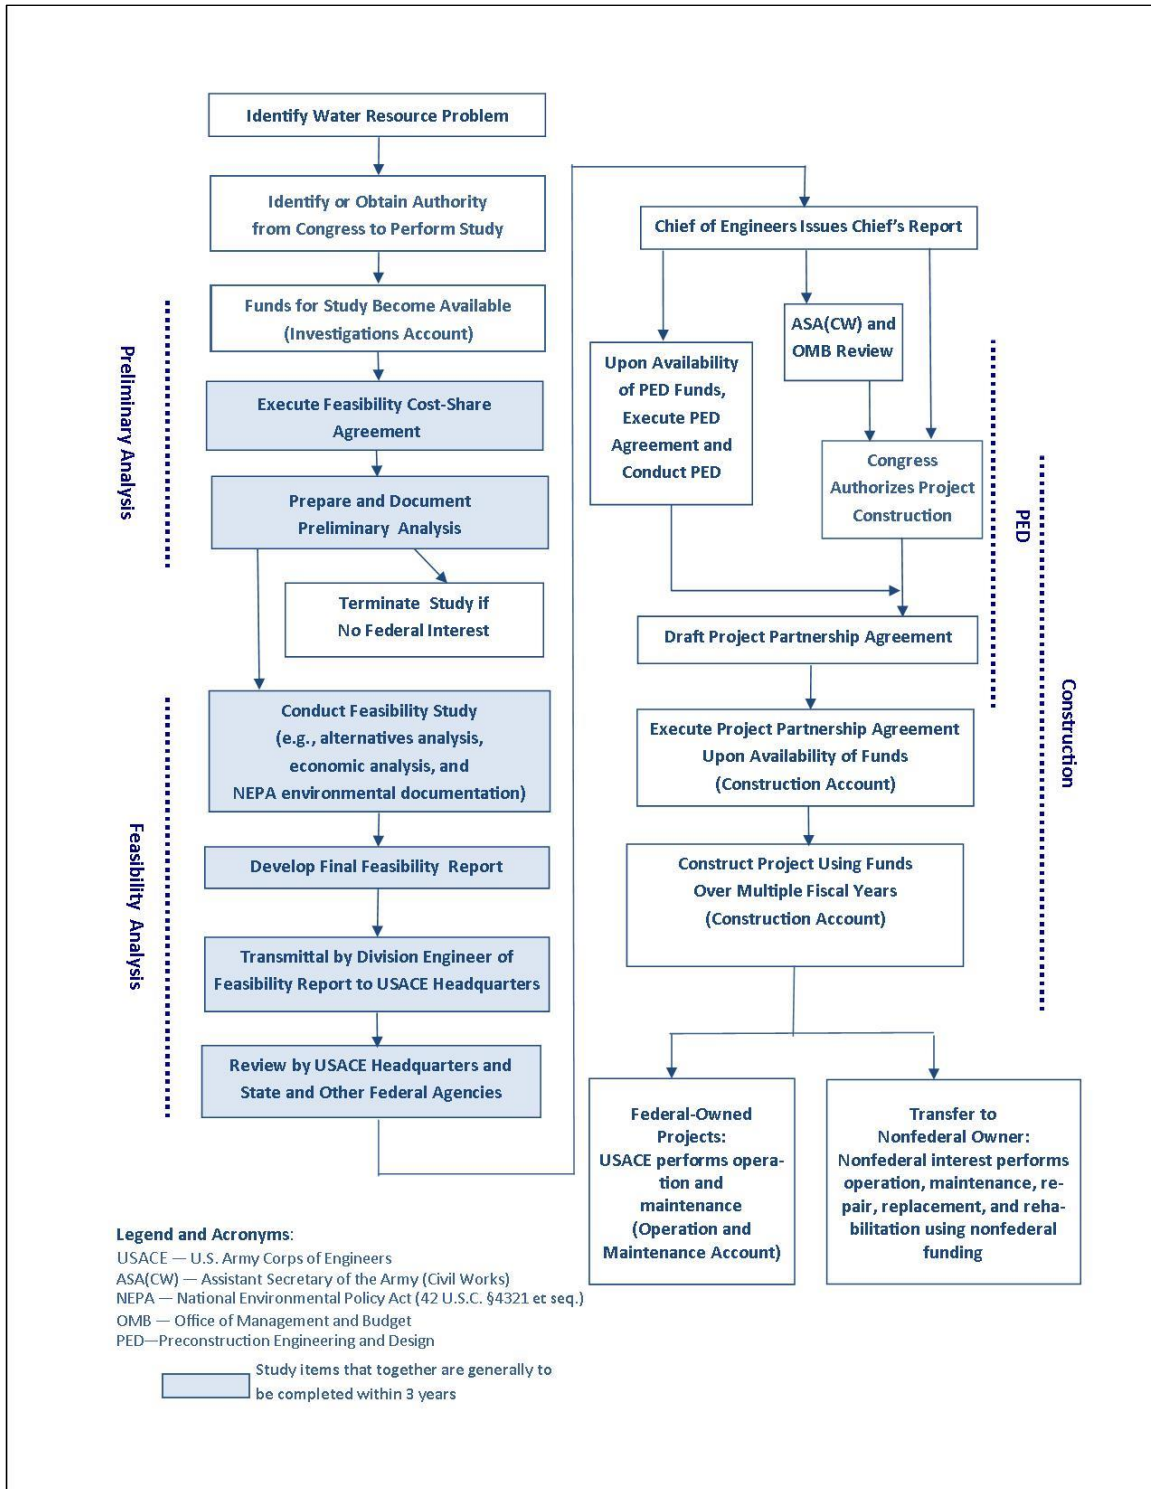 Identify Water Resource Problem
Identify or Obtain Authority
from Congress to Perform Study
Funds for Study Become Available
(Investigations Account)
Execute Feasibility Cost-Share
Agreement
Prepare and Document
Preliminary Analysis
Terminate Study if
No Federal Interest
Preliminary Analysis
Conduct Feasibility Study
(e.g., alternatives analysis,
economic analysis, and
NEPA environmental documentation)
Develop Final Feasibility Report
Transmittal by Division Engineer of
Feasibility Report to USACE Headquarters
Review by USACE Headquarters and
State and Other Federal Agencies
Feasibility Analysis
Chief of Engineers Issues Chief's Report
ASA(CW) and
OMB Review
Upon Availability
of PED Funds,
Execute PED
Agreement and
Conduct PED
Congress
Authorizes Project
Construction
PED
Draft Project Partnership Agreement
Execute Project Partnership Agreement
Upon Availability of Funds
(Construction Account)
Construction
Construct Project Using Funds
Over Multiple Fiscal Years
(Construction Account)
Federal-Owned
Projects:
USACE performs opera-
tion and
maintenance
(Operation and
Maintenance Account)
Transfer to
Nonfederal Owner:
Nonfederal interest performs
operation, maintenance, re-
pair, replacement, and reha-
bilitation using nonfederal
funding
Legend and Acronyms:
USACE — U.S. Army Corps of Engineers
ASA(CW) — Assistant Secretary of the Army (Civil Works)
NEPA — National Environmental Policy Act (42 U.S.C. §4321 et seq.)
OMB — Office of Management and Budget
PED—Preconstruction Engineering and Design
Study items that together are generally to
be completed within 3 years